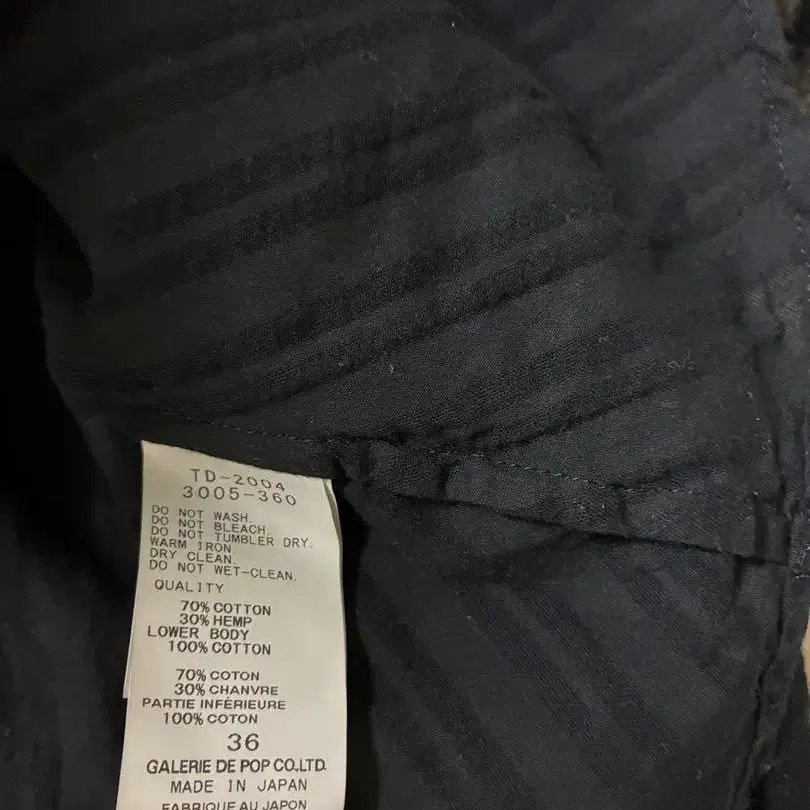 TD-2004
3005-360
DO NOT WASH.
DO NOT BLEACH.
DO NOT TUMBLER DRY.
WARM IRON.
DRY CLEAN.
DO NOT WET-CLEAN.
QUALITY
70% COTTON
30% HEMP
LOWER BODY
100% COTTON
70% COTON
30% CHANVRE
PARTIE INFÉRIEURE
100% COTON
36
GALERIE DE POP CO.,LTD.
MADE IN JAPAN
FABRIQUE AU JAPON